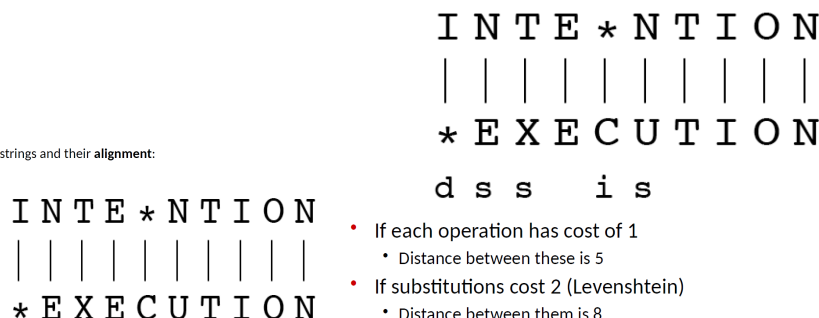 strings and their alignment:
I N T E * N T I O N
| | | | | | | | | |
* E X E C U T I O N
I N T E * N T I O N
| | | | | | | | | |
* E X E C U T I O N
d s s i s
• If each operation has cost of 1
• Distance between these is 5
• If substitutions cost 2 (Levenshtein)
• Distance between them is 8